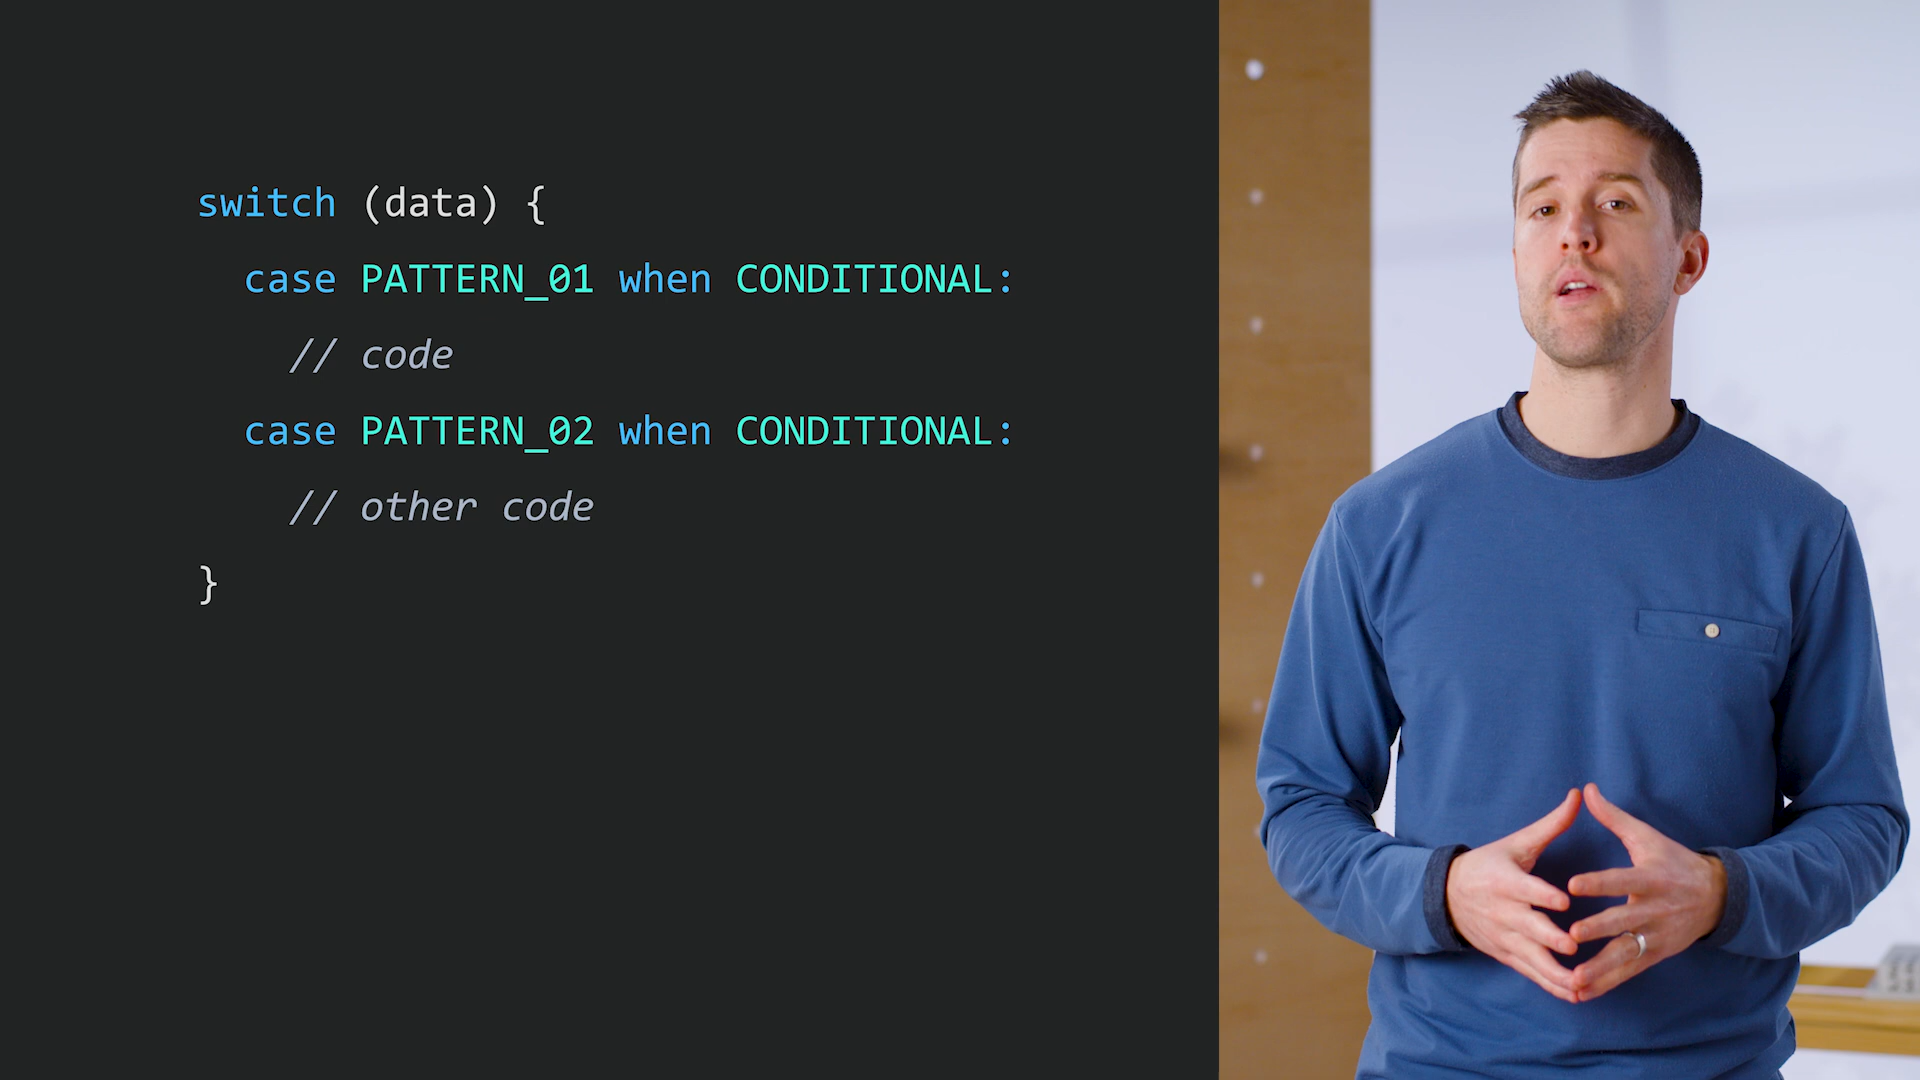 switch (data) {
case PATTERN_01 when CONDITIONAL:
// code
case PATTERN_02 when CONDITIONAL:
// other code
}